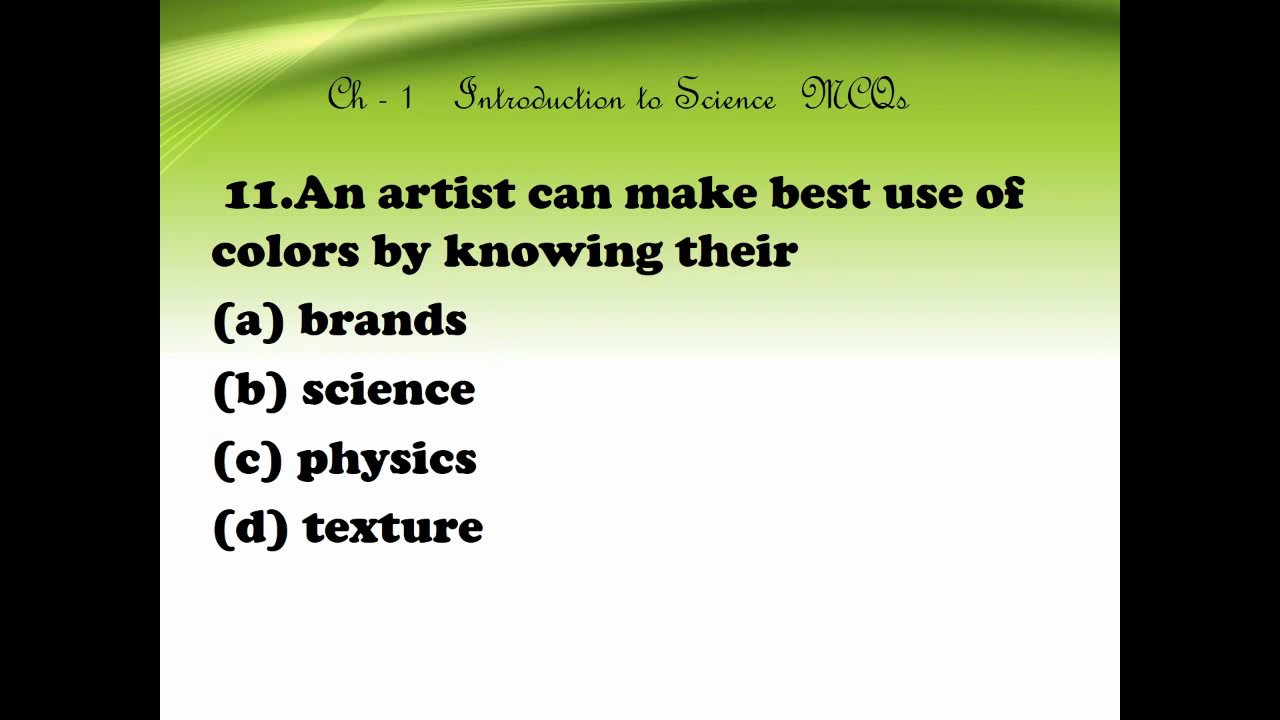 Ch - 1 Introduction to Science MCQs
11.An artist can make best use of
colors by knowing their
(a) brands
(b) science
(c) physics
(d) texture